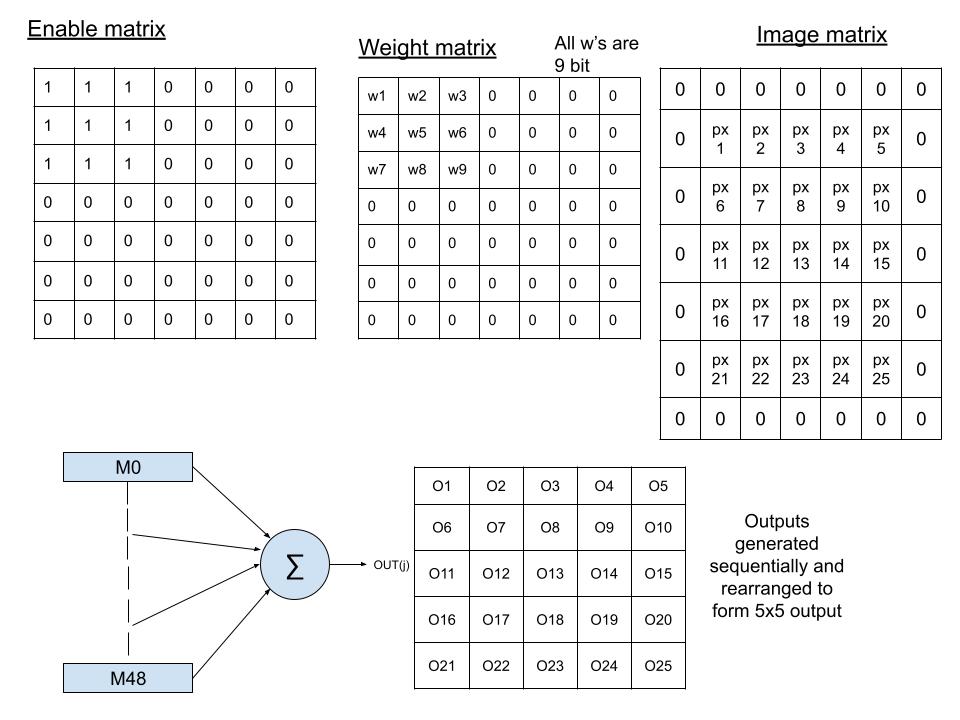 Enable matrix
1 1 1 0 0 0 0
1 1 1 0 0 0 0
1 1 1 0 0 0 0
0 0 0 0 0 0 0
0 0 0 0 0 0 0
0 0 0 0 0 0 0
0 0 0 0 0 0 0
Weight matrix
All w's are
9 bit
w1 w2 w3 0 0 0 0
w4 w5 w6 0 0 0 0
w7 w8 w9 0 0 0 0
0 0 0 0 0 0 0
0 0 0 0 0 0 0
0 0 0 0 0 0 0
0 0 0 0 0 0 0
Image matrix
0 0 0 0 0 0 0
0 px 1 px 2 px 3 px 4 px 5 0
0 px 6 px 7 px 8 px 9 px 10 0
0 px 11 px 12 px 13 px 14 px 15 0
0 px 16 px 17 px 18 px 19 px 20 0
0 px 21 px 22 px 23 px 24 px 25 0
0 0 0 0 0 0 0
M0
M48
Σ
OUT(j)
O1 O2 O3 O4 O5
O6 O7 O8 O9 O10
O11 O12 O13 O14 O15
O16 O17 O18 O19 O20
O21 O22 O23 O24 O25
Outputs
generated
sequentially and
rearranged to
form 5x5 output